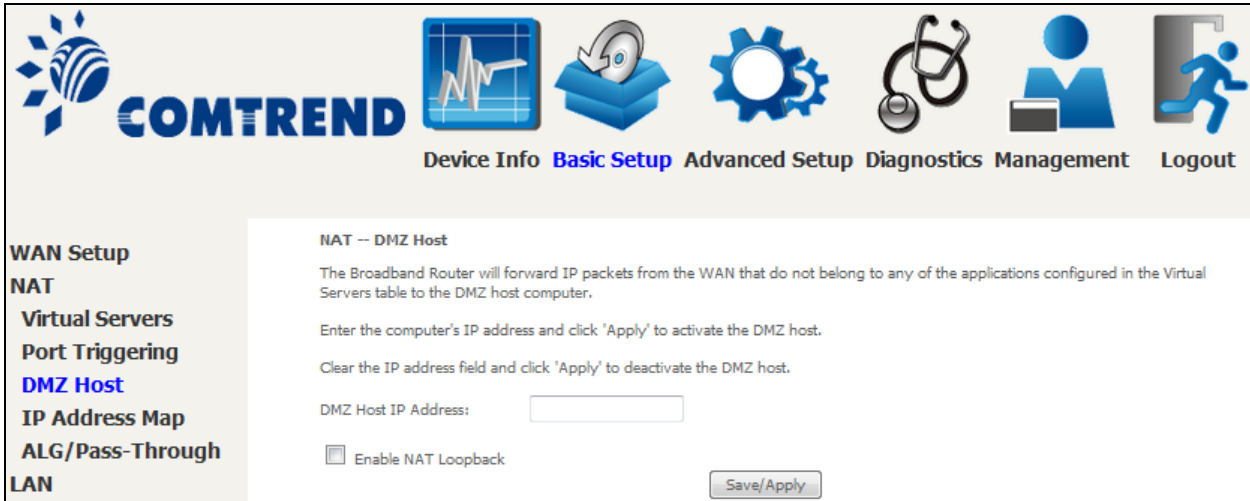 COMTREND
Device Info Basic Setup Advanced Setup Diagnostics Management Logout
WAN Setup
NAT
Virtual Servers
Port Triggering
DMZ Host
IP Address Map
ALG/Pass-Through
LAN
NAT -- DMZ Host
The Broadband Router will forward IP packets from the WAN that do not belong to any of the applications configured in the Virtual
Servers table to the DMZ host computer.
Enter the computer's IP address and click 'Apply' to activate the DMZ host.
Clear the IP address field and click 'Apply' to deactivate the DMZ host.
DMZ Host IP Address:
Enable NAT Loopback
Save/Apply